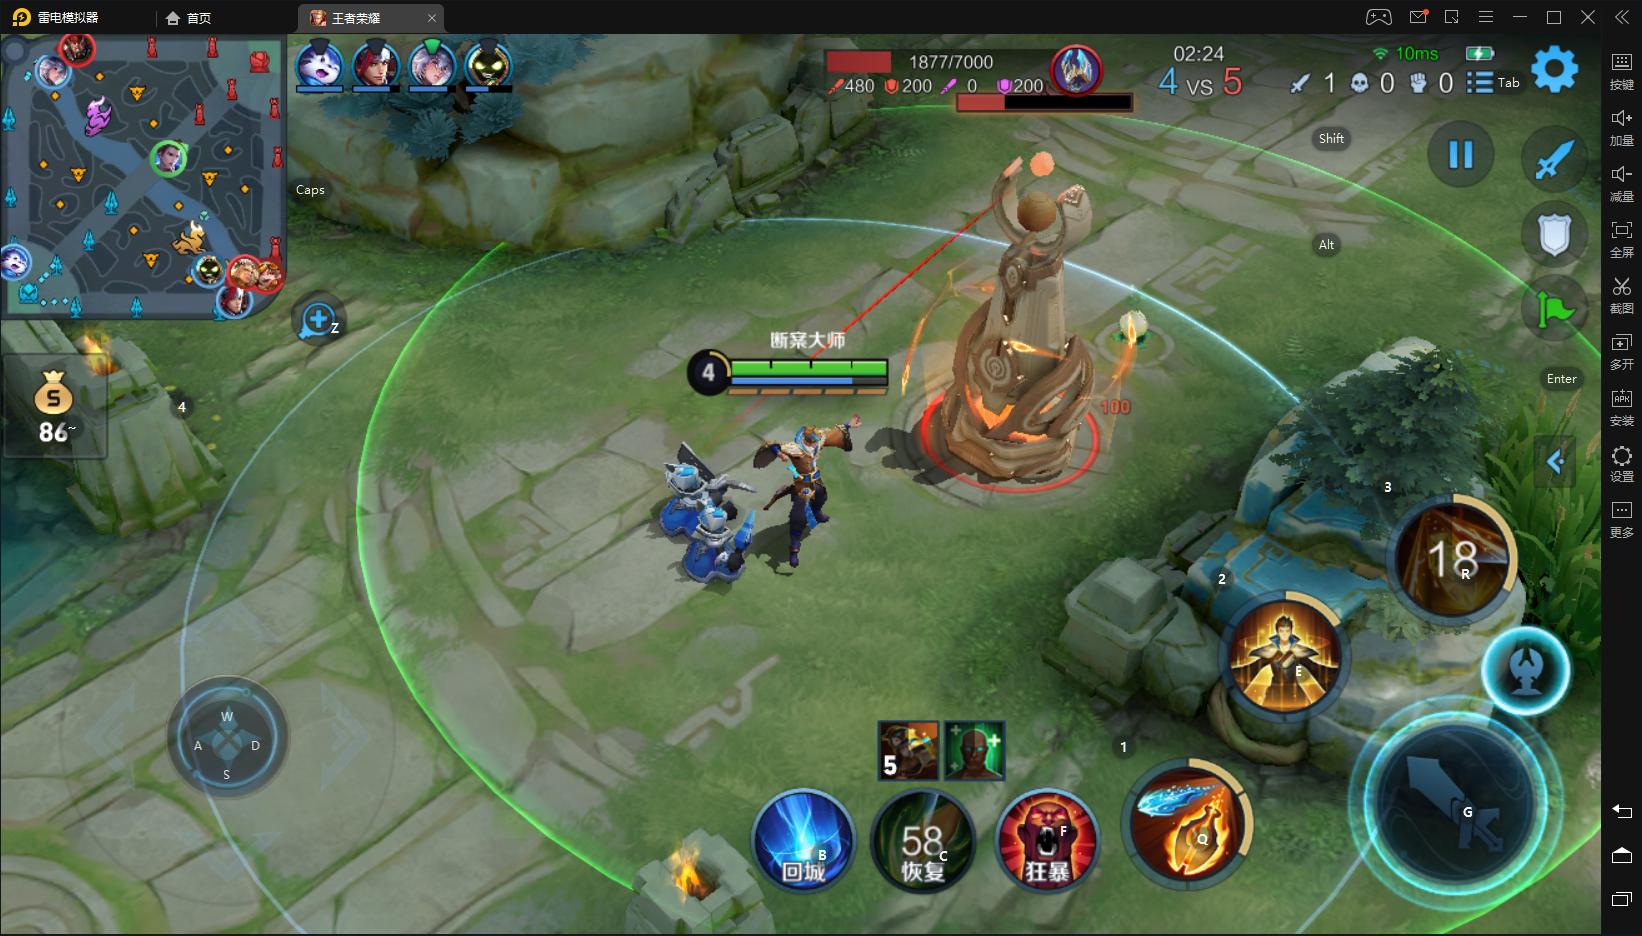 雷电模拟器
首页
王者荣耀
1877/7000
480 200 0 200
02:24
4 VS 5
10ms
1 0 0
Tab
按键
加量
减量
全屏
截图
多开
安装
APK
设置
更多
Shift
Caps
Alt
Z
Enter
断案大师
4
100
S
86~
4
3
18
R
2
E
W
A D
S
1
5
B
回城
58
C
恢复
F
狂暴
Q
G